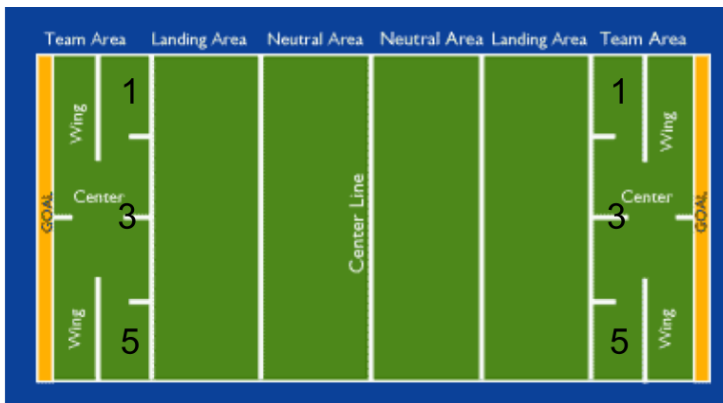 Team Area Landing Area Neutral Area Neutral Area Landing Area Team Area
1 1
Wing Wing
Center Center
GOAL 3 Center Line 3 GOAL
Wing 5 5 Wing